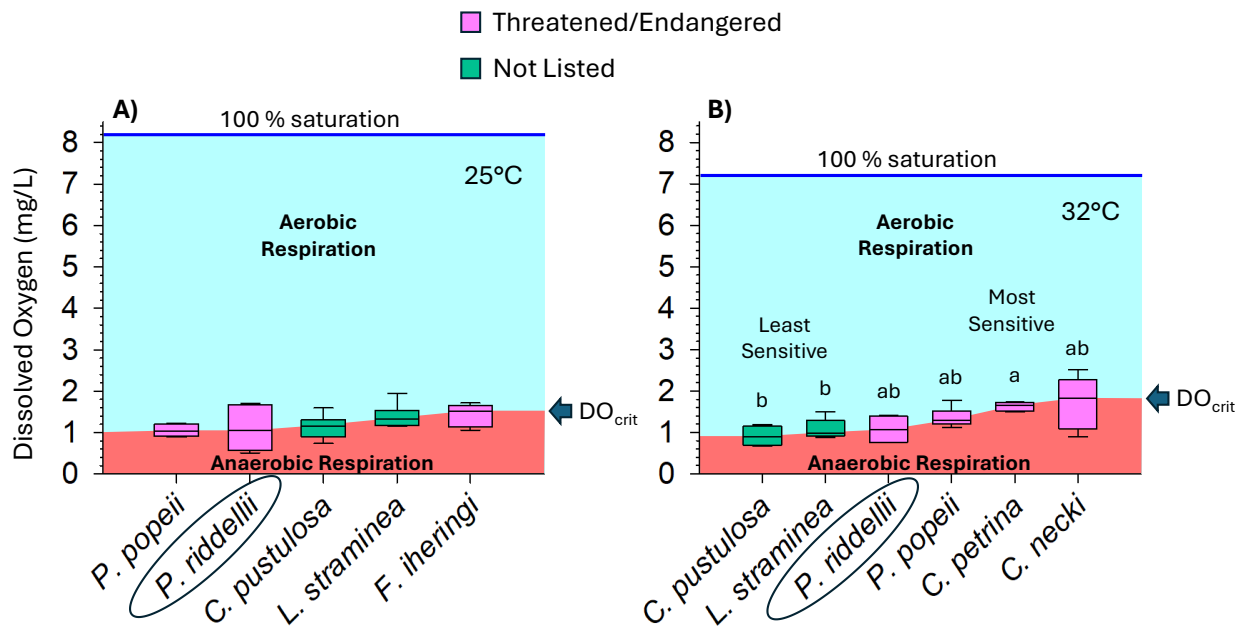 Threatened/Endangered
Not Listed
A)
100 % saturation
25°C
Aerobic
Respiration
Anaerobic Respiration
DOcrit
Dissolved Oxygen (mg/L)
8
7
6
5
4
3
2
1
0
P. popeii
P. riddellii
C. pustulosa
L. straminea
F. iheringi
B)
100 % saturation
32°C
Aerobic
Respiration
Least
Sensitive
Most
Sensitive
b
b
ab
ab
a
ab
Anaerobic Respiration
DOcrit
8
7
6
5
4
3
2
1
0
C. pustulosa
L. straminea
P. riddellii
P. popeii
C. petrina
C. necki